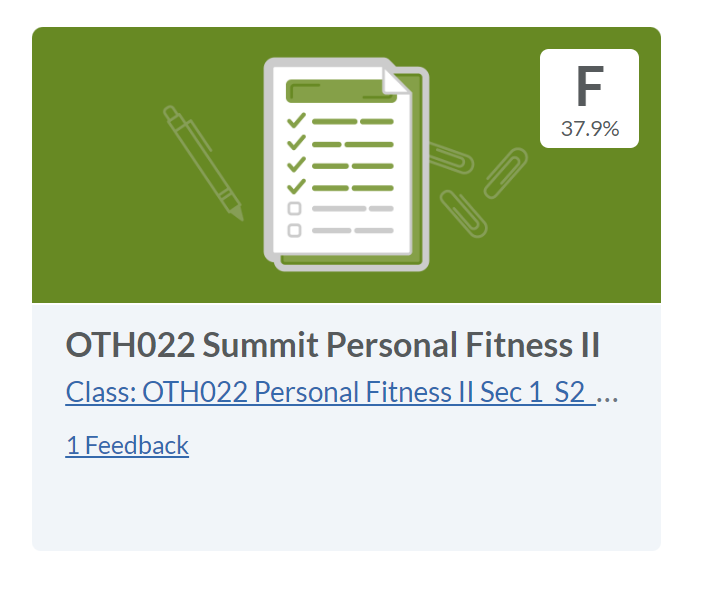 F
37.9%
OTH022 Summit Personal Fitness II
Class: OTH022 Personal Fitness II Sec 1 S2 ...
1 Feedback